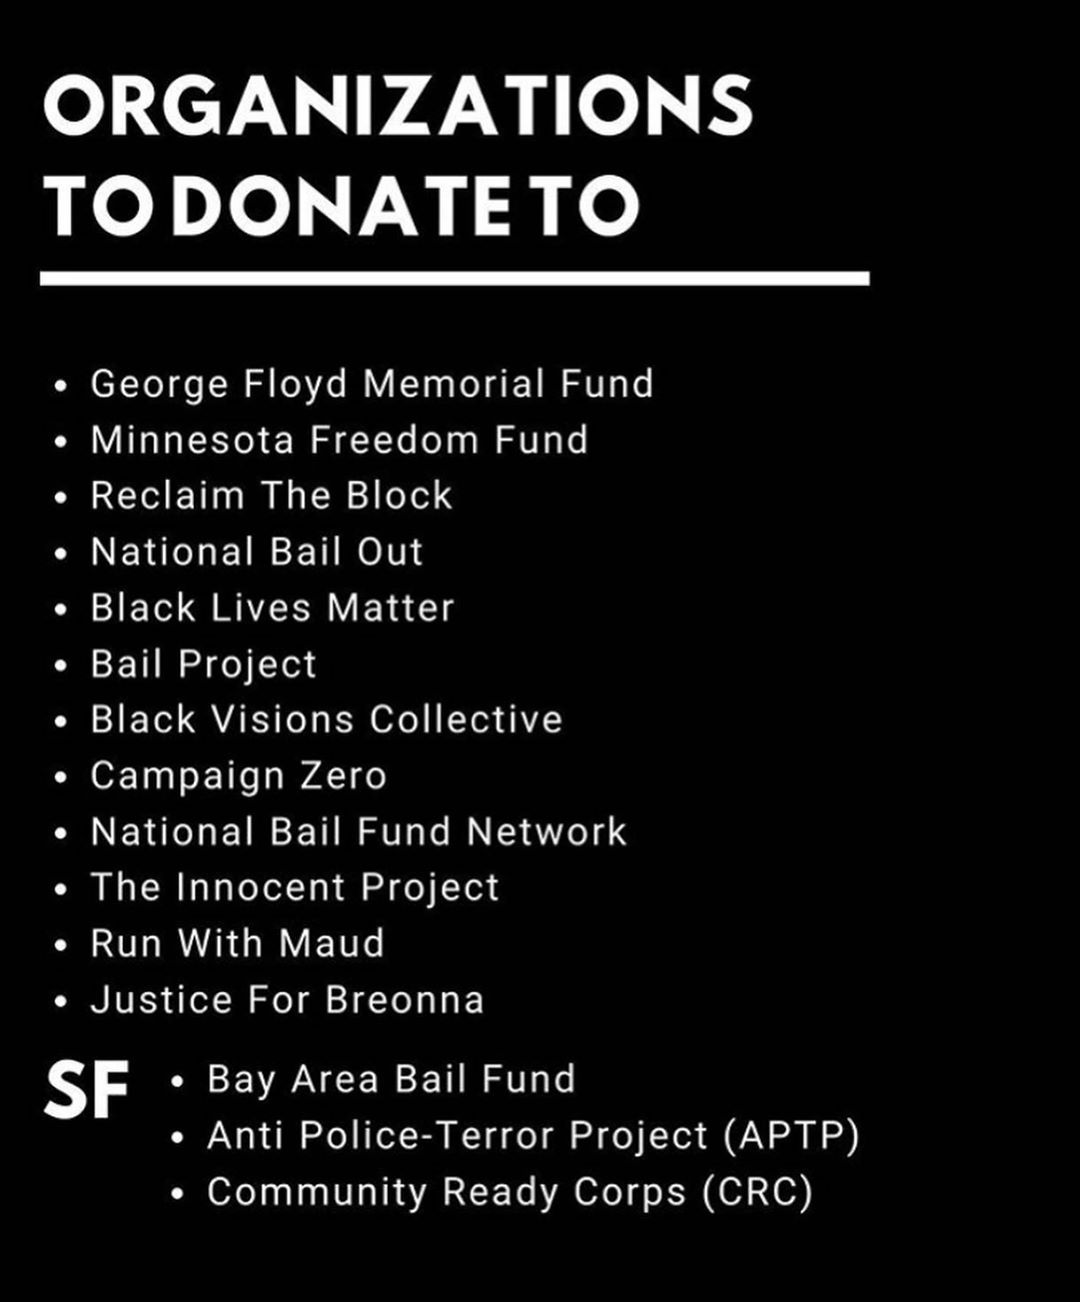 ORGANIZATIONS
TO DONATE TO
• George Floyd Memorial Fund
• Minnesota Freedom Fund
• Reclaim The Block
• National Bail Out
• Black Lives Matter
• Bail Project
• Black Visions Collective
• Campaign Zero
• National Bail Fund Network
• The Innocent Project
• Run With Maud
• Justice For Breonna
SF • Bay Area Bail Fund
• Anti Police-Terror Project (APTP)
• Community Ready Corps (CRC)